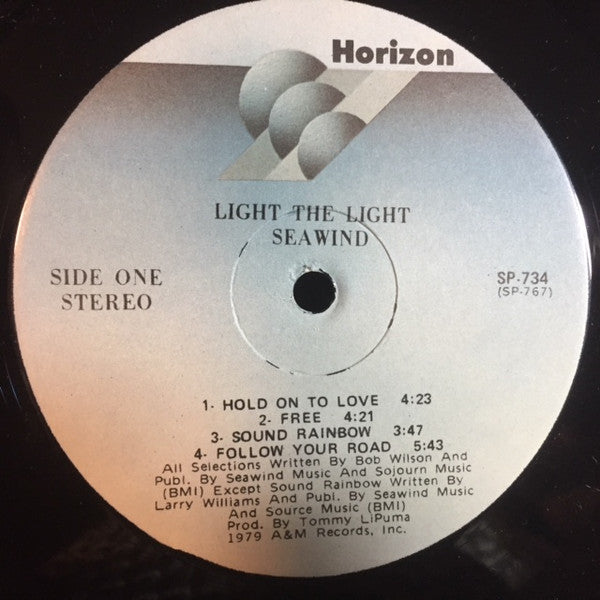 Horizon
LIGHT THE LIGHT
SEAWIND
SIDE ONE
STEREO
SP-734
(SP-767)
1- HOLD ON TO LOVE 4:23
2- FREE 4:21
3- SOUND RAINBOW 3:47
4- FOLLOW YOUR ROAD 5:43
All Selections Written By Bob Wilson And
Publ. By Seawind Music And Sojourn Music
(BMI) Except Sound Rainbow Written By
Larry Williams And Publ. By Seawind Music
And Source Music (BMI)
Prod. By Tommy LiPuma
1979 A&M Records, Inc.